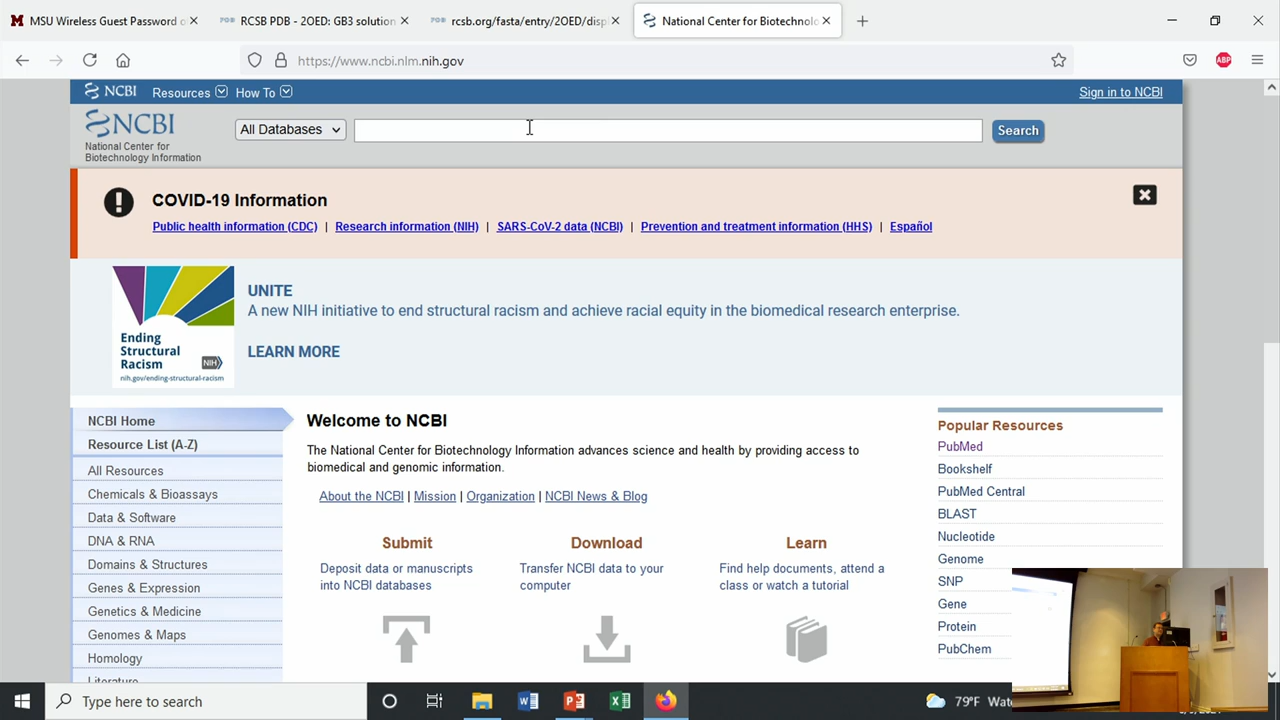 MSU Wireless Guest Password o
RCSB PDB - 2OED: GB3 solution
rcsb.org/fasta/entry/2OED/disp
National Center for Biotechnolo
https://www.ncbi.nlm.nih.gov
ABP
NCBI
Resources
How To
Sign in to NCBI
NCBI
National Center for
Biotechnology Information
All Databases
Search
COVID-19 Information
Public health information (CDC) | Research information (NIH) | SARS-CoV-2 data (NCBI) | Prevention and treatment information (HHS) | Español
Ending
Structural
Racism
NIH
nih.gov/ending-structural-racism
UNITE
A new NIH initiative to end structural racism and achieve racial equity in the biomedical research enterprise.
LEARN MORE
NCBI Home
Resource List (A-Z)
All Resources
Chemicals & Bioassays
Data & Software
DNA & RNA
Domains & Structures
Genes & Expression
Genetics & Medicine
Genomes & Maps
Homology
Literature
Welcome to NCBI
The National Center for Biotechnology Information advances science and health by providing access to
biomedical and genomic information.
About the NCBI | Mission | Organization | NCBI News & Blog
Submit
Deposit data or manuscripts
into NCBI databases
Download
Transfer NCBI data to your
computer
Learn
Find help documents, attend a
class or watch a tutorial
Popular Resources
PubMed
Bookshelf
PubMed Central
BLAST
Nucleotide
Genome
SNP
Gene
Protein
PubChem
Type here to search
79°F